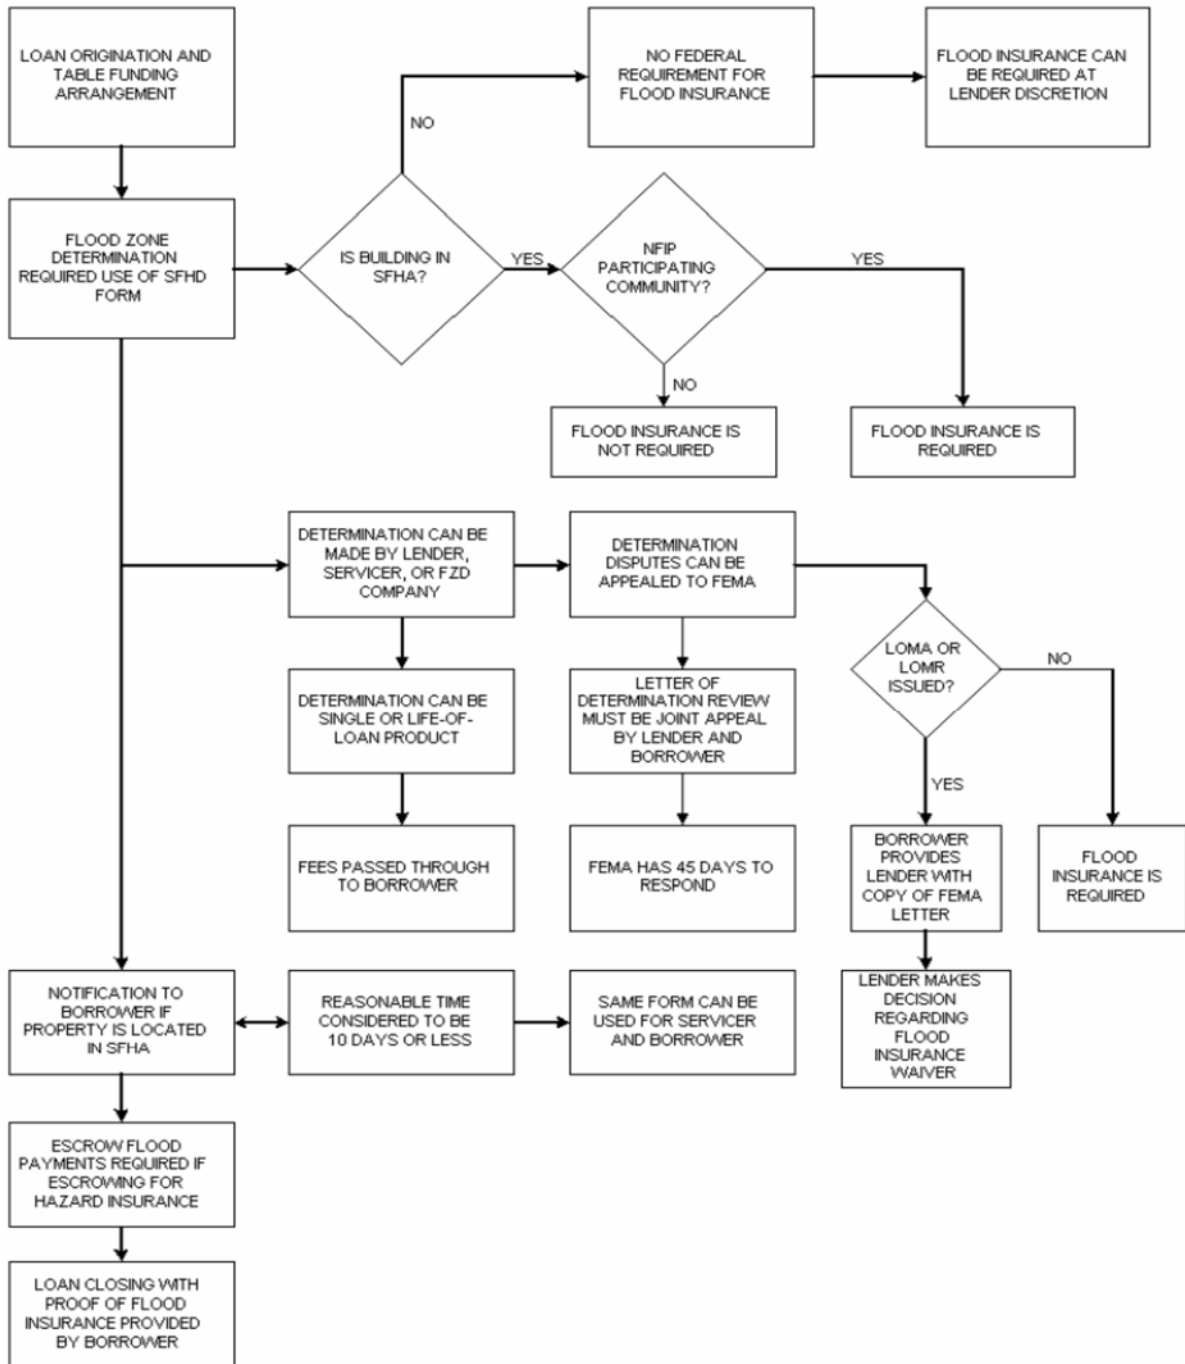 LOAN ORIGINATION AND
TABLE FUNDING
ARRANGEMENT
NO FEDERAL
REQUIREMENT FOR
FLOOD INSURANCE
FLOOD INSURANCE CAN
BE REQUIRED AT
LENDER DISCRETION
NO
FLOOD ZONE
DETERMINATION
REQUIRED USE OF SFHD
FORM
IS BUILDING IN
SFHA?
YES
NFIP
PARTICIPATING
COMMUNITY?
YES
NO
FLOOD INSURANCE IS
NOT REQUIRED
FLOOD INSURANCE IS
REQUIRED
DETERMINATION CAN BE
MADE BY LENDER,
SERVICER, OR FZD
COMPANY
DETERMINATION
DISPUTES CAN BE
APPEALED TO FEMA
LOMA OR
LOMR
ISSUED?
NO
YES
DETERMINATION CAN BE
SINGLE OR LIFE-OF-
LOAN PRODUCT
LETTER OF
DETERMINATION REVIEW
MUST BE JOINT APPEAL
BY LENDER AND
BORROWER
FEES PASSED THROUGH
TO BORROWER
FEMA HAS 45 DAYS TO
RESPOND
BORROWER
PROVIDES
LENDER WITH
COPY OF FEMA
LETTER
FLOOD
INSURANCE IS
REQUIRED
NOTIFICATION TO
BORROWER IF
PROPERTY IS LOCATED
IN SFHA
REASONABLE TIME
CONSIDERED TO BE
10 DAYS OR LESS
SAME FORM CAN BE
USED FOR SERVICER
AND BORROWER
LENDER MAKES
DECISION
REGARDING
FLOOD
INSURANCE
WAIVER
ESCROW FLOOD
PAYMENTS REQUIRED IF
ESCROWING FOR
HAZARD INSURANCE
LOAN CLOSING WITH
PROOF OF FLOOD
INSURANCE PROVIDED
BY BORROWER